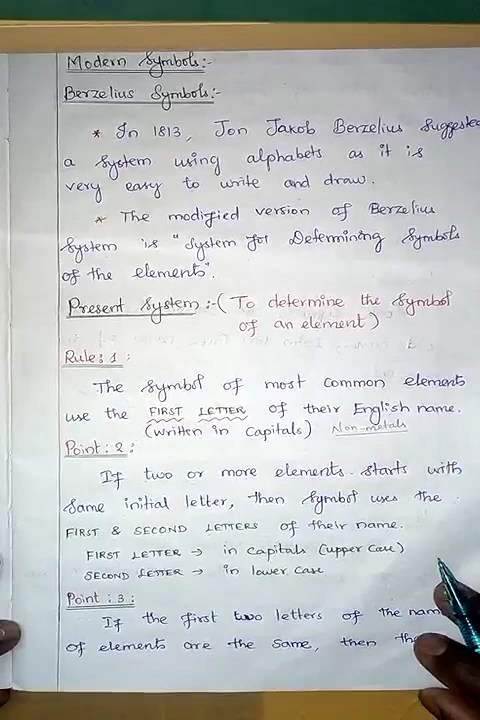 Modern Symbols:-
Berzelius Symbols:-
* In 1813, Jon Jakob Berzelius suggested
a system using alphabets as it is
very easy to write and draw.
* The modified version of Berzelius
System is "System for Determining Symbols
of the elements".
Present System:-(To determine the symbol
of an element)
Rule: 1:
The symbol of most common elements
use the FIRST LETTER of their English name.
(written in Capitals) Non-metals
Point: 2:
If two or more elements starts with
same initial letter, then symbol uses the
FIRST & SECOND LETTERS of their name.
FIRST LETTER → in capitals (upper case)
SECOND LETTER → in lower case
Point: 3:
If the first two letters of the nam
of elements are the same, then the